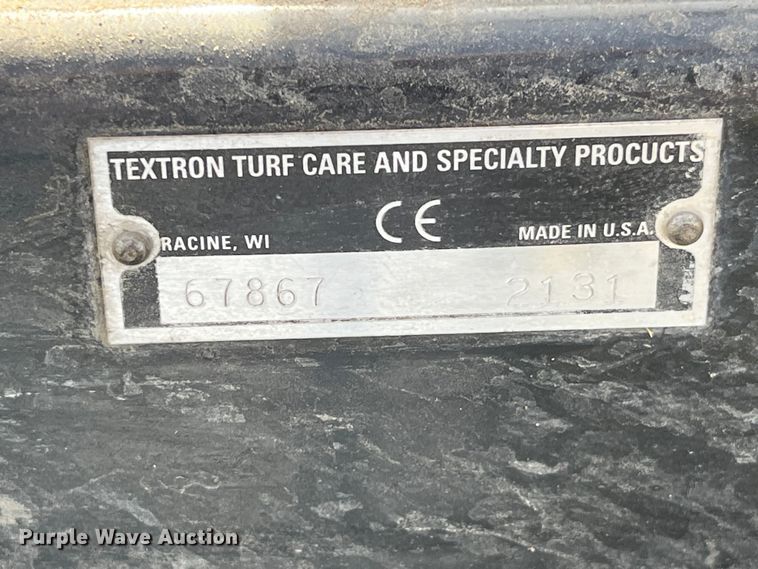 TEXTRON TURF CARE AND SPECIALTY PROCUCTS
CE
RACINE, WI MADE IN U.S.A.
67867 2131
Purple Wave Auction